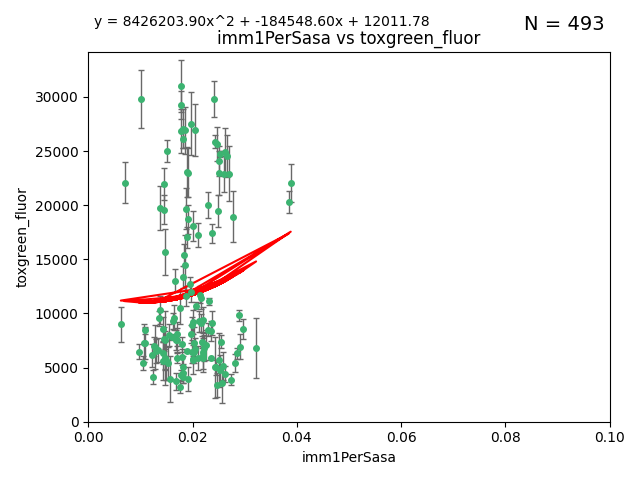 y = 8426203.90x^2 + -184548.60x + 12011.78
N = 493
imm1PerSasa vs toxgreen_fluor
30000
25000
20000
15000
10000
5000
0
toxgreen_fluor
0.00 0.02 0.04 0.06 0.08 0.10
imm1PerSasa